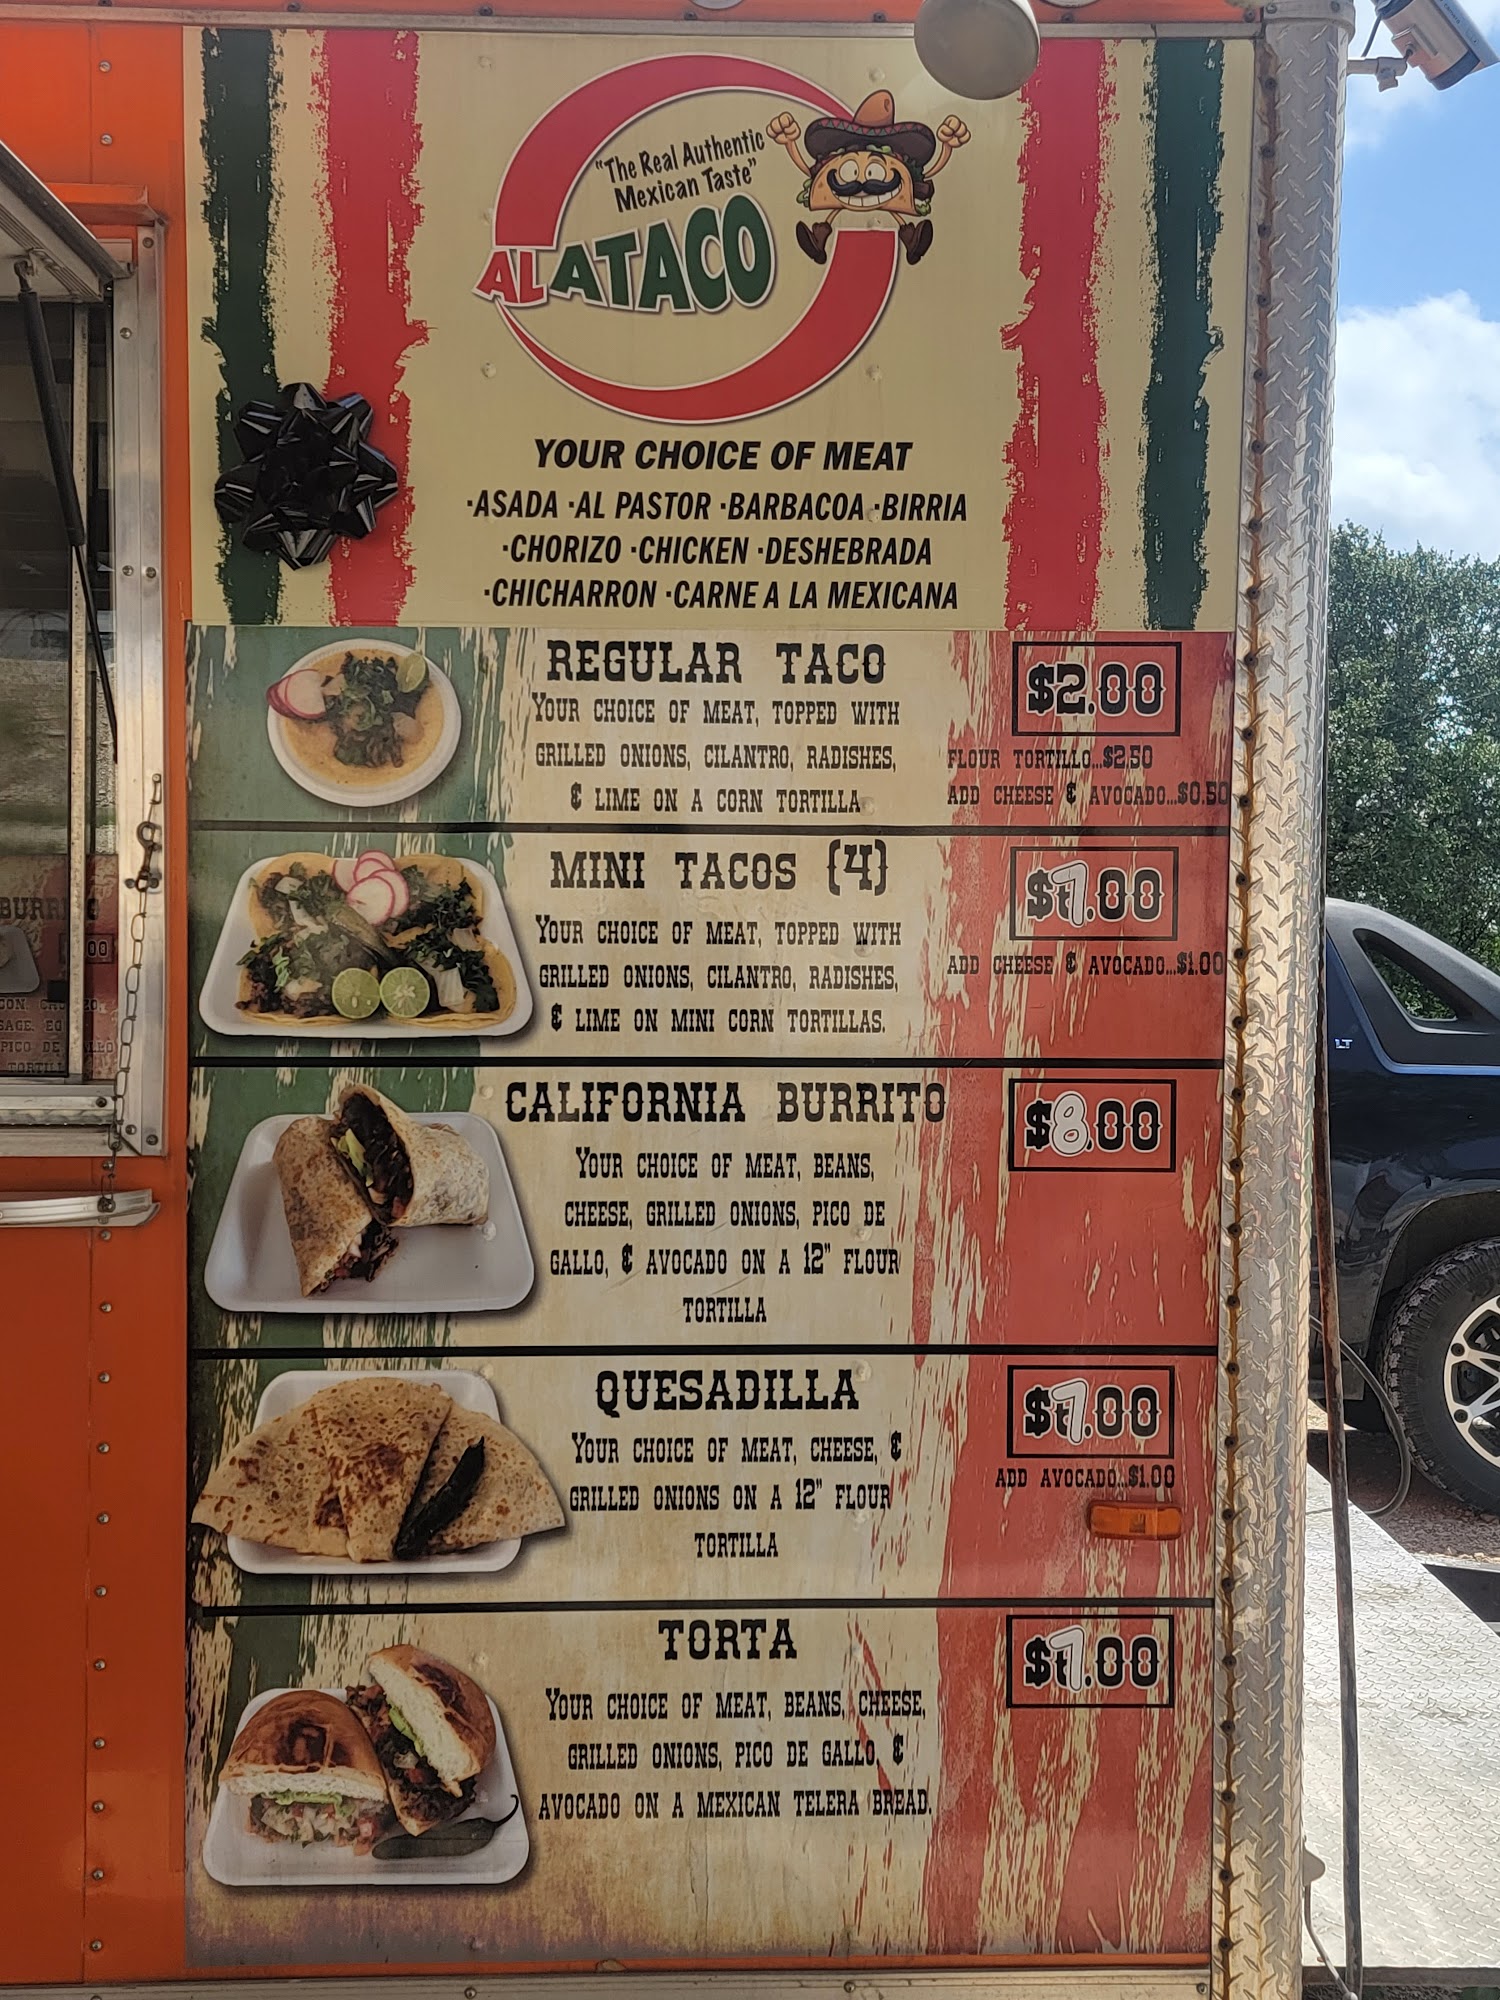 "The Real Authentic
Mexican Taste"
AL ATACO
YOUR CHOICE OF MEAT
·ASADA ·AL PASTOR ·BARBACOA ·BIRRIA
·CHORIZO ·CHICKEN ·DESHEBRADA
·CHICHARRON ·CARNE A LA MEXICANA
REGULAR TACO
$2.00
YOUR CHOICE OF MEAT, TOPPED WITH
GRILLED ONIONS, CILANTRO, RADISHES,
& LIME ON A CORN TORTILLA
FLOUR TORTILLO...$2.50
ADD CHEESE & AVOCADO...$0.50
MINI TACOS (4)
$7.00
YOUR CHOICE OF MEAT, TOPPED WITH
GRILLED ONIONS, CILANTRO, RADISHES,
& LIME ON MINI CORN TORTILLAS.
ADD CHEESE & AVOCADO...$1.00
CALIFORNIA BURRITO
$8.00
YOUR CHOICE OF MEAT, BEANS,
CHEESE, GRILLED ONIONS, PICO DE
GALLO, & AVOCADO ON A 12" FLOUR
TORTILLA
QUESADILLA
$7.00
YOUR CHOICE OF MEAT, CHEESE, &
GRILLED ONIONS ON A 12" FLOUR
TORTILLA
ADD AVOCADO...$1.00
TORTA
$7.00
YOUR CHOICE OF MEAT, BEANS, CHEESE,
GRILLED ONIONS, PICO DE GALLO, &
AVOCADO ON A MEXICAN TELERA BREAD.
PICO DE
LT